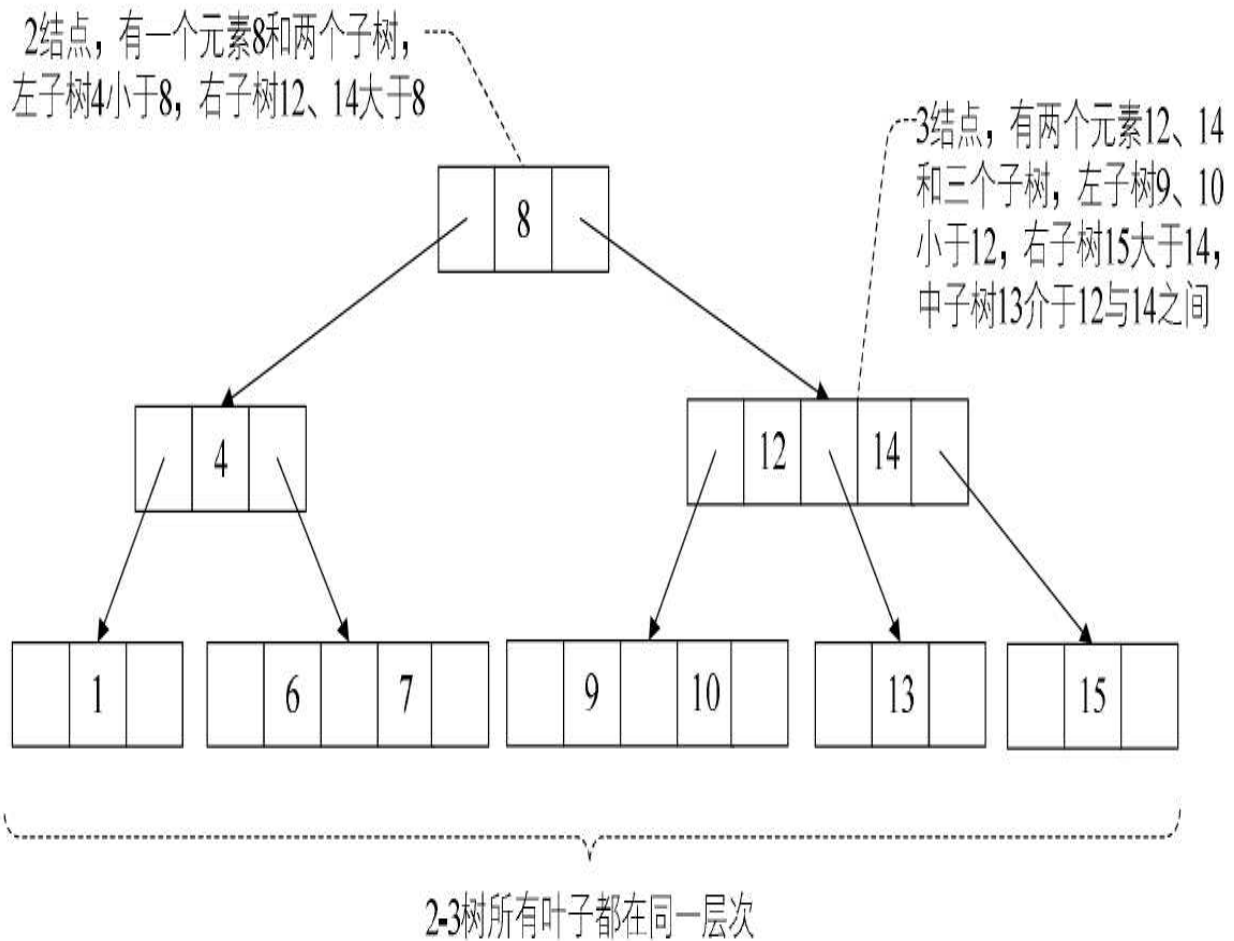 2结点，有一个元素8和两个子树，
左子树4小于8，右子树12、14大于8
3结点，有两个元素12、14
和三个子树，左子树9、10
小于12，右子树15大于14，
中子树13介于12与14之间
8
4
12 14
1
6 7
9 10
13
15
2-3树所有叶子都在同一层次